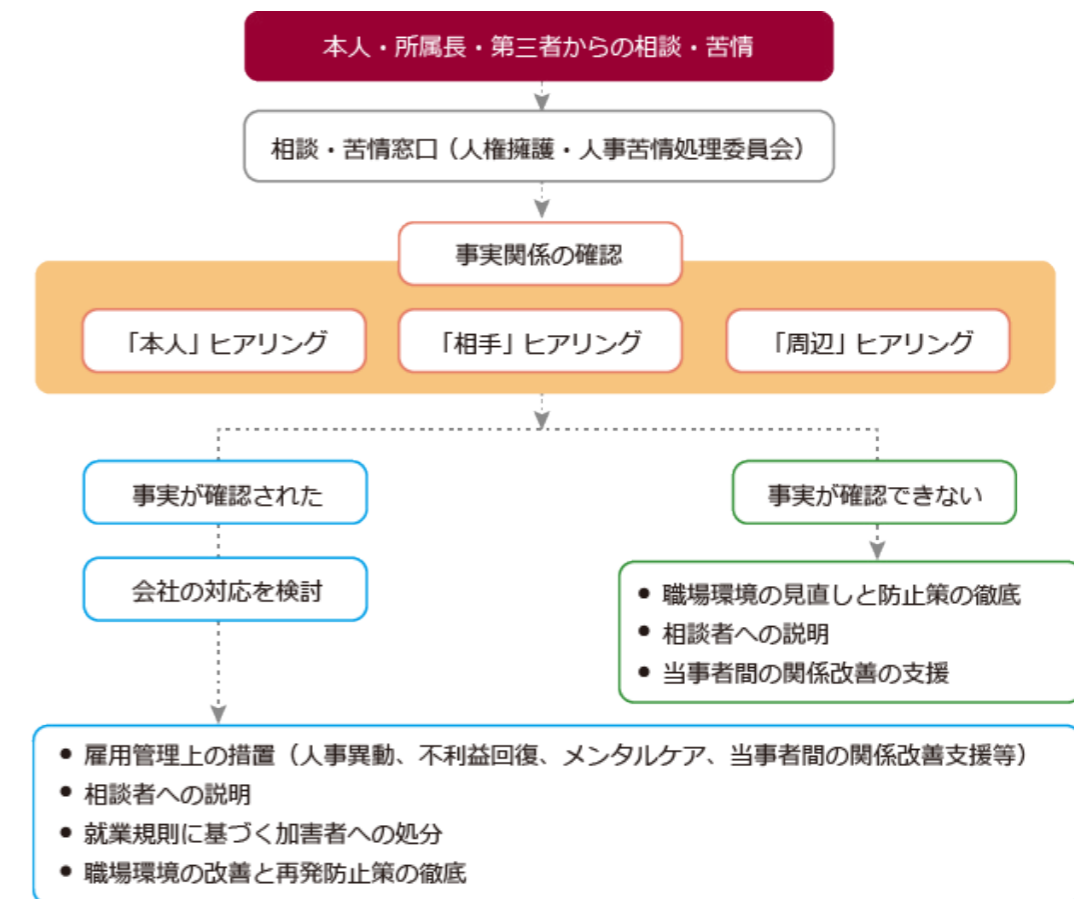 本人・所属長・第三者からの相談・苦情
相談・苦情窓口（人権擁護・人事苦情処理委員会）
事実関係の確認
「本人」ヒアリング
「相手」ヒアリング
「周辺」ヒアリング
事実が確認された
事実が確認できない
会社の対応を検討
● 職場環境の見直しと防止策の徹底
● 相談者への説明
● 当事者間の関係改善の支援
● 雇用管理上の措置（人事異動、不利益回復、メンタルケア、当事者間の関係改善支援等）
● 相談者への説明
● 就業規則に基づく加害者への処分
● 職場環境の改善と再発防止策の徹底